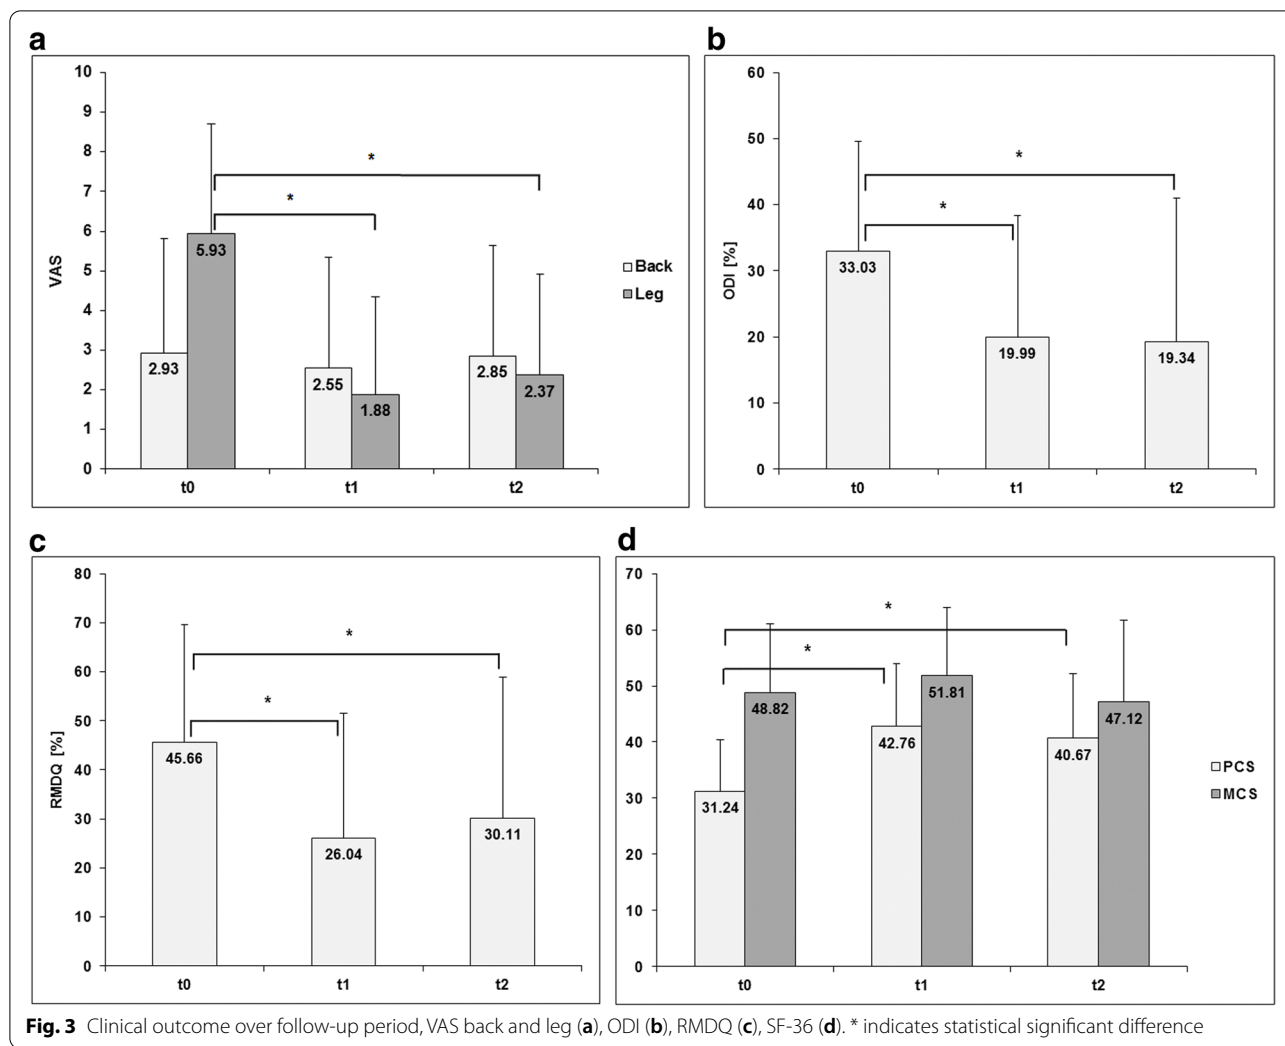 a
VAS
10
9
8
7
6
5
4
3
2
1
0
*
*
5.93
2.93
2.55
1.88
2.85
2.37
t0
t1
t2
Back
Leg
b
ODI [%]
60
50
40
30
20
10
0
*
*
33.03
19.99
19.34
t0
t1
t2
c
RMDQ [%]
80
70
60
50
40
30
20
10
0
*
*
45.66
26.04
30.11
t0
t1
t2
d
70
60
50
40
30
20
10
0
*
*
31.24
48.82
42.76
51.81
40.67
47.12
t0
t1
t2
PCS
MCS
Fig. 3 Clinical outcome over follow-up period, VAS back and leg (a), ODI (b), RMDQ (c), SF-36 (d). * indicates statistical significant difference